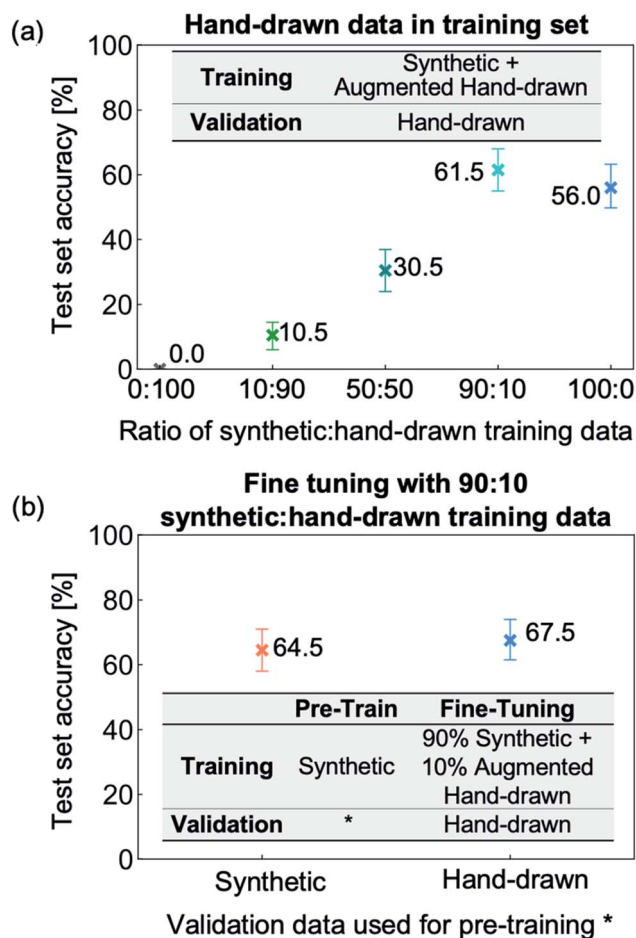 (a)
Hand-drawn data in training set
Test set accuracy [%]
100
80
60
40
20
0
Training
Synthetic +
Augmented Hand-drawn
Validation
Hand-drawn
0.0
10.5
30.5
61.5
56.0
0:100
10:90
50:50
90:10
100:0
Ratio of synthetic:hand-drawn training data
(b)
Fine tuning with 90:10
synthetic:hand-drawn training data
Test set accuracy [%]
100
80
60
40
20
0
64.5
67.5
Pre-Train
Fine-Tuning
Training
Synthetic
90% Synthetic +
10% Augmented
Hand-drawn
Validation
*
Hand-drawn
Synthetic
Hand-drawn
Validation data used for pre-training *